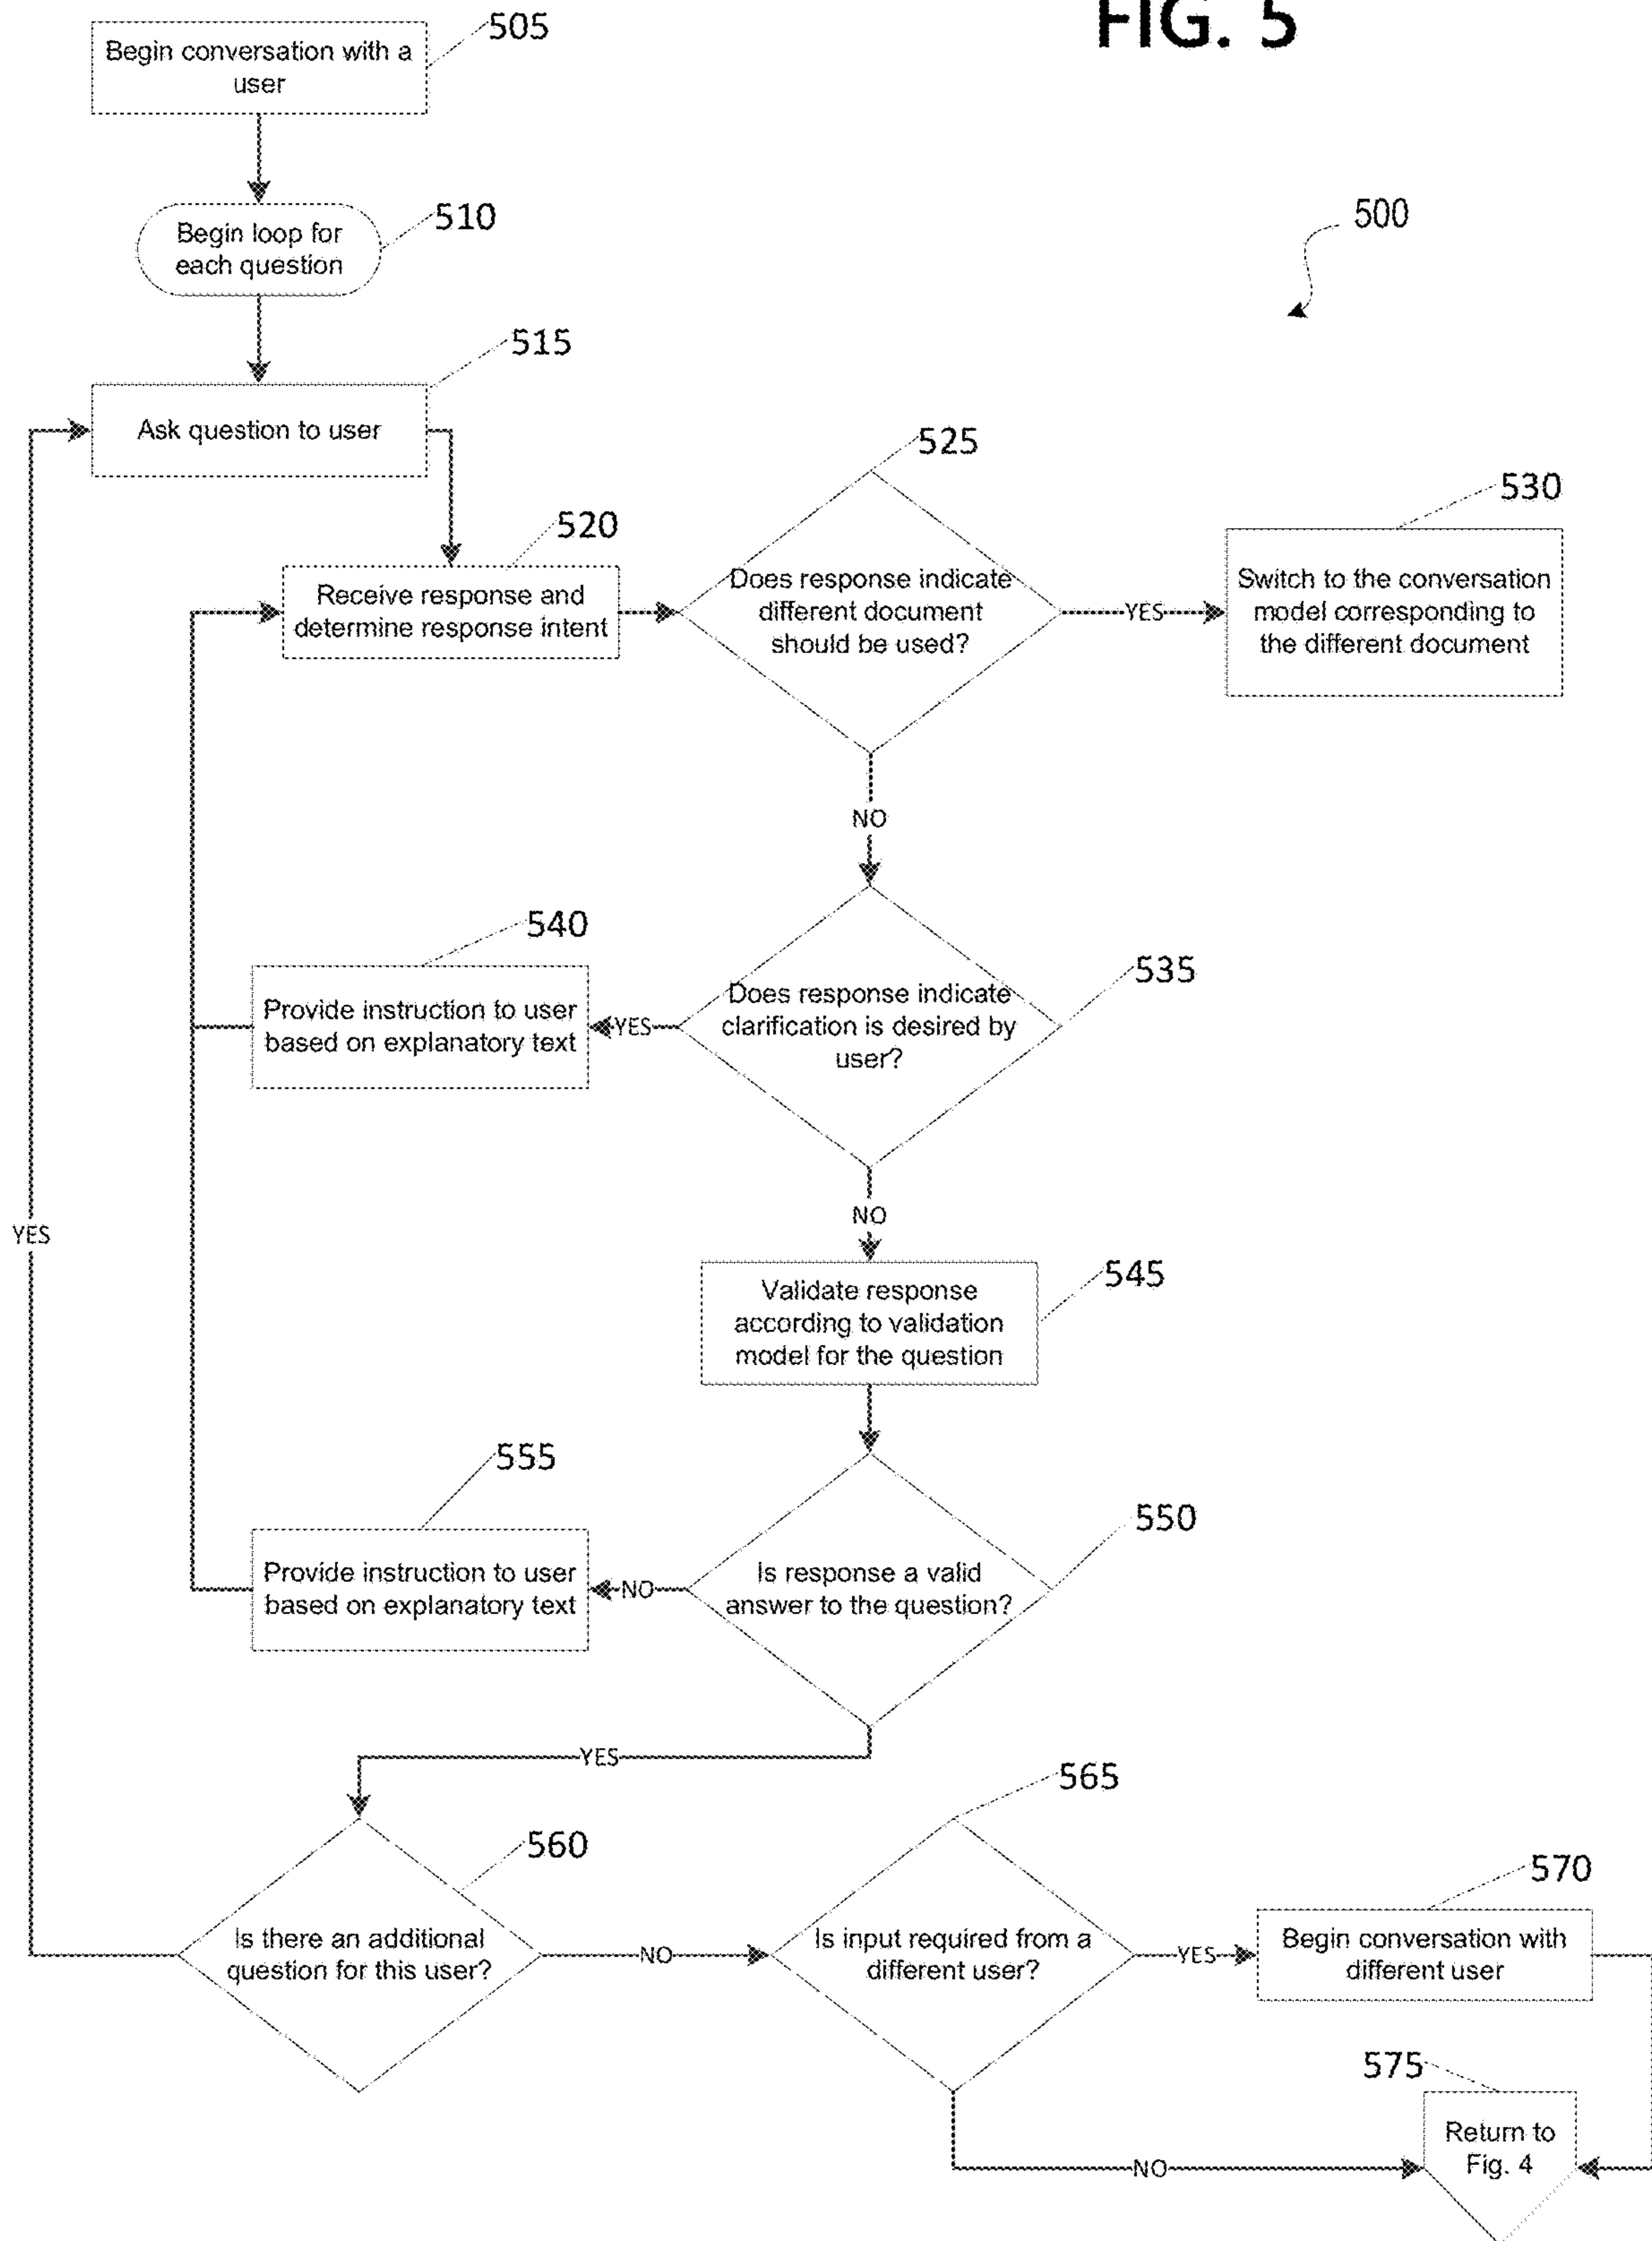 FIG. 5
505
Begin conversation with a
user
510
Begin loop for
each question
500
515
Ask question to user
525
530
520
Receive response and
determine response intent
Does response indicate
different document
should be used?
YES
Switch to the conversation
model corresponding to
the different document
NO
540
535
Provide instruction to user
based on explanatory text
YES
Does response indicate
clarification is desired by
user?
NO
YES
545
Validate response
according to validation
model for the question
555
550
Provide instruction to user
based on explanatory text
NO
Is response a valid
answer to the question?
YES
565
560
570
Is there an additional
question for this user?
NO
Is input required from a
different user?
YES
Begin conversation with
different user
575
Return to
Fig. 4
NO